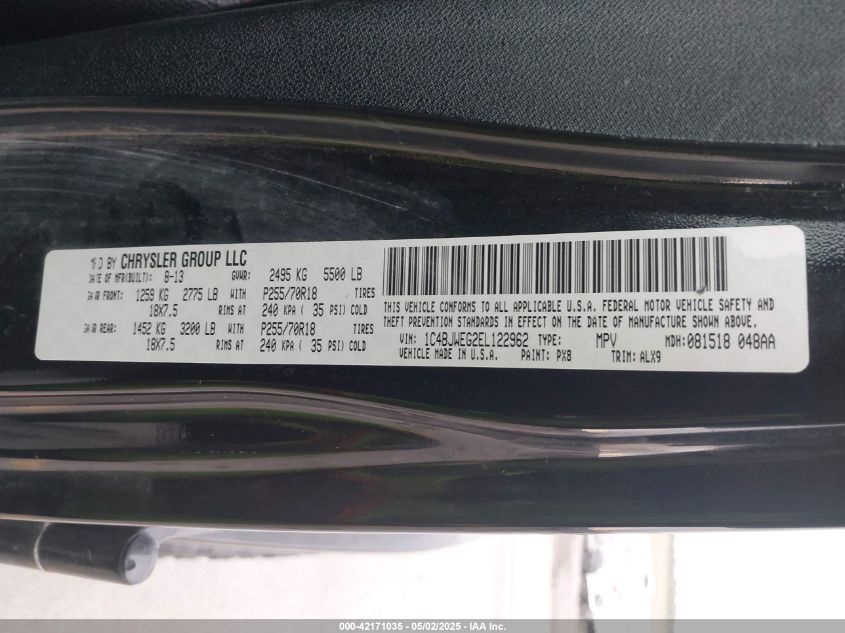 MFD BY CHRYSLER GROUP LLC
DATE OF MFR(BUILT): 8-13 GVWR: 2495 KG 5500 LB
GAWR FRONT: 1259 KG 2775 LB WITH P255/70R18 TIRES
18X7.5 RIMS AT 240 KPA ( 35 PSI) COLD
GAWR REAR: 1452 KG 3200 LB WITH P255/70R18 TIRES
18X7.5 RIMS AT 240 KPA ( 35 PSI) COLD
THIS VEHICLE CONFORMS TO ALL APPLICABLE U.S.A. FEDERAL MOTOR VEHICLE SAFETY AND
THEFT PREVENTION STANDARDS IN EFFECT ON THE DATE OF MANUFACTURE SHOWN ABOVE.
VIN: 1C4BJWEG2EL122962 TYPE: MPV MDH: 081518 048AA
VEHICLE MADE IN U.S.A. PAINT: PX8 TRIM: ALX9
000-42171035 - 05/02/2025 - IAA Inc.